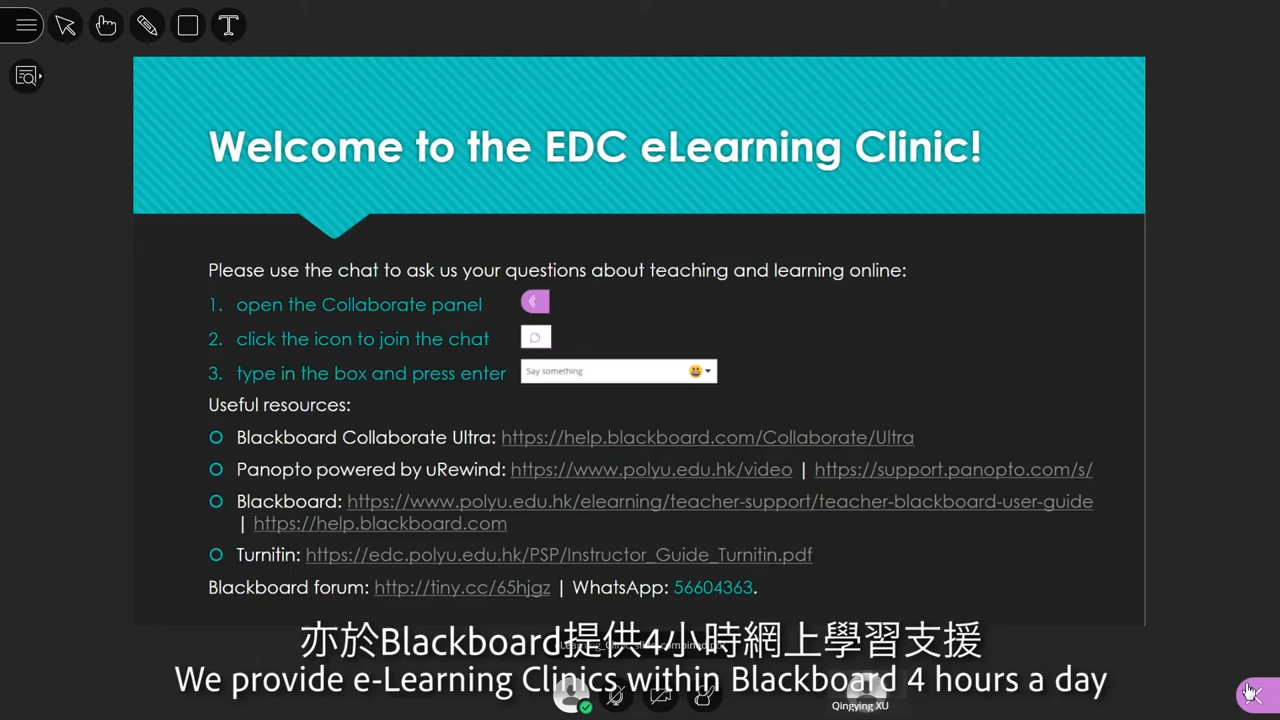 T
Welcome to the EDC eLearning Clinic!
Please use the chat to ask us your questions about teaching and learning online:
1. open the Collaborate panel
2. click the icon to join the chat
3. type in the box and press enter
Say something
Useful resources:
Blackboard Collaborate Ultra: https://help.blackboard.com/Collaborate/Ultra
Panopto powered by uRewind: https://www.polyu.edu.hk/video | https://support.panopto.com/s/
Blackboard: https://www.polyu.edu.hk/elearning/teacher-support/teacher-blackboard-user-guide
| https://help.blackboard.com
Turnitin: https://edc.polyu.edu.hk/PSP/Instructor_Guide_Turnitin.pdf
Blackboard forum: http://tiny.cc/65hjgz | WhatsApp: 56604363.
亦於Blackboard提供4小時網上學習支援
We provide e-Learning Clinics within Blackboard 4 hours a day
Qingying XU